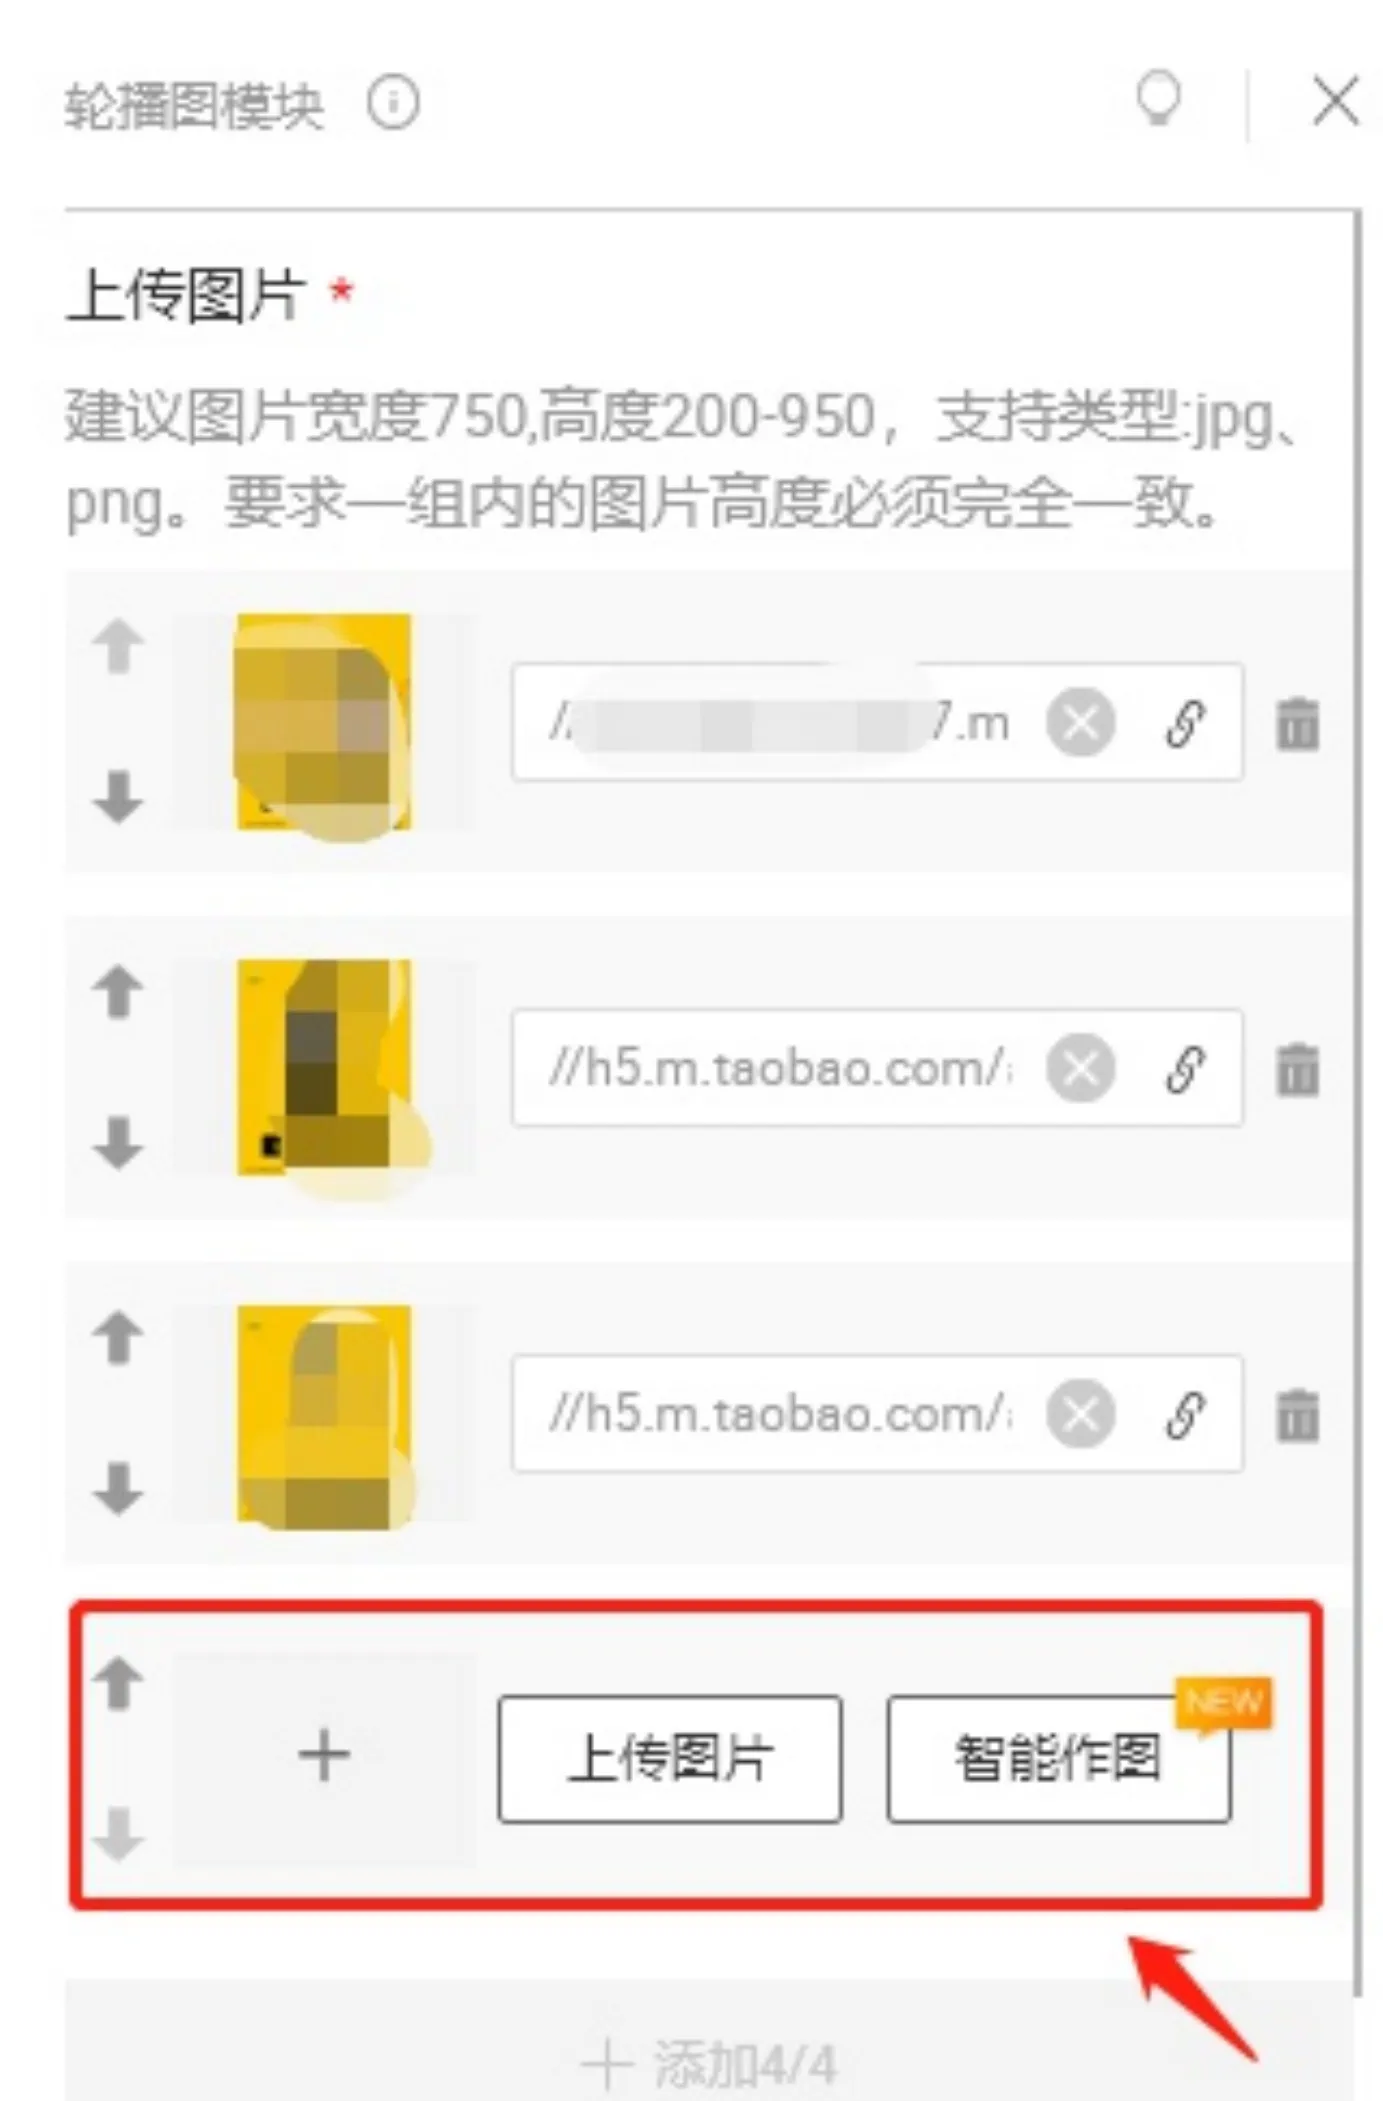 轮播图模块
上传图片 *
建议图片宽度750,高度200-950，支持类型:jpg、
png。要求一组内的图片高度必须完全一致。
7.m
//h5.m.taobao.com/
//h5.m.taobao.com/
上传图片
智能作图
NEW
+ 添加4/4